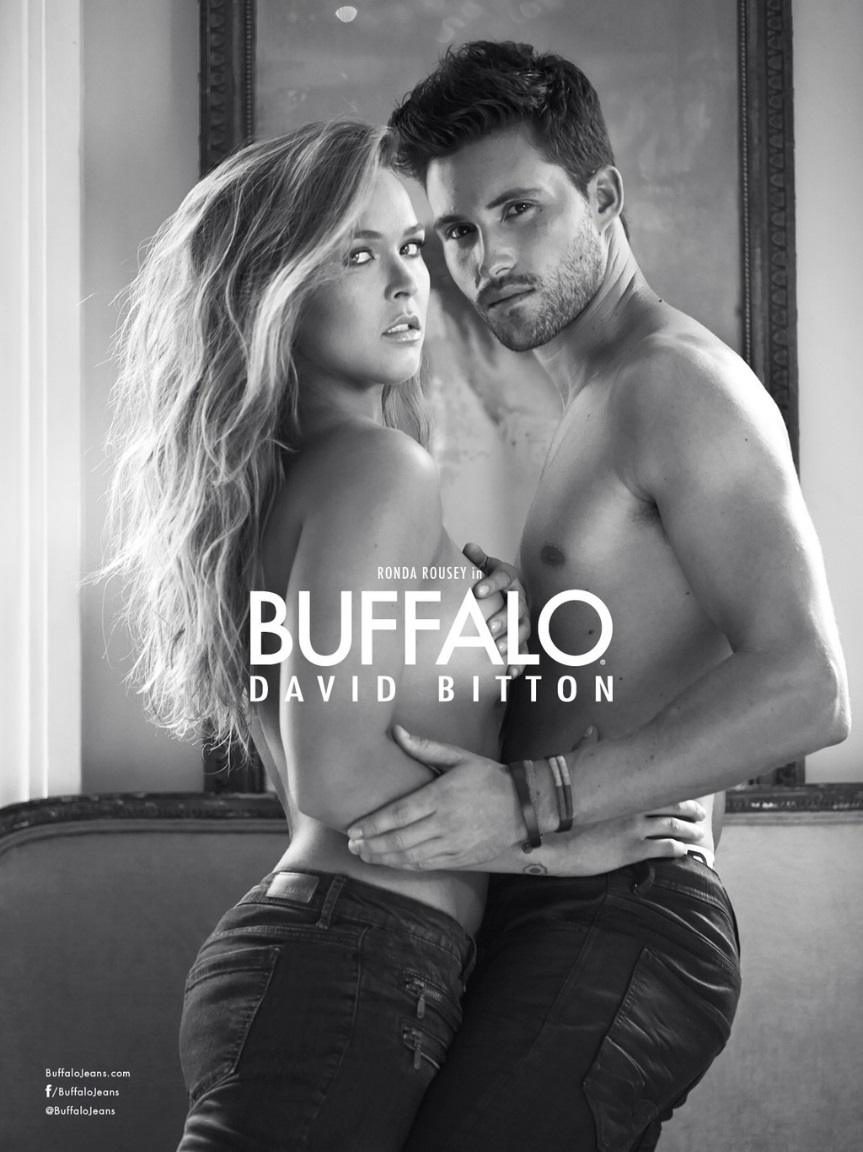 RONDA ROUSEY in
BUFFALO®
DAVID BITTON
BuffaloJeans.com
f/BuffaloJeans
@BuffaloJeans